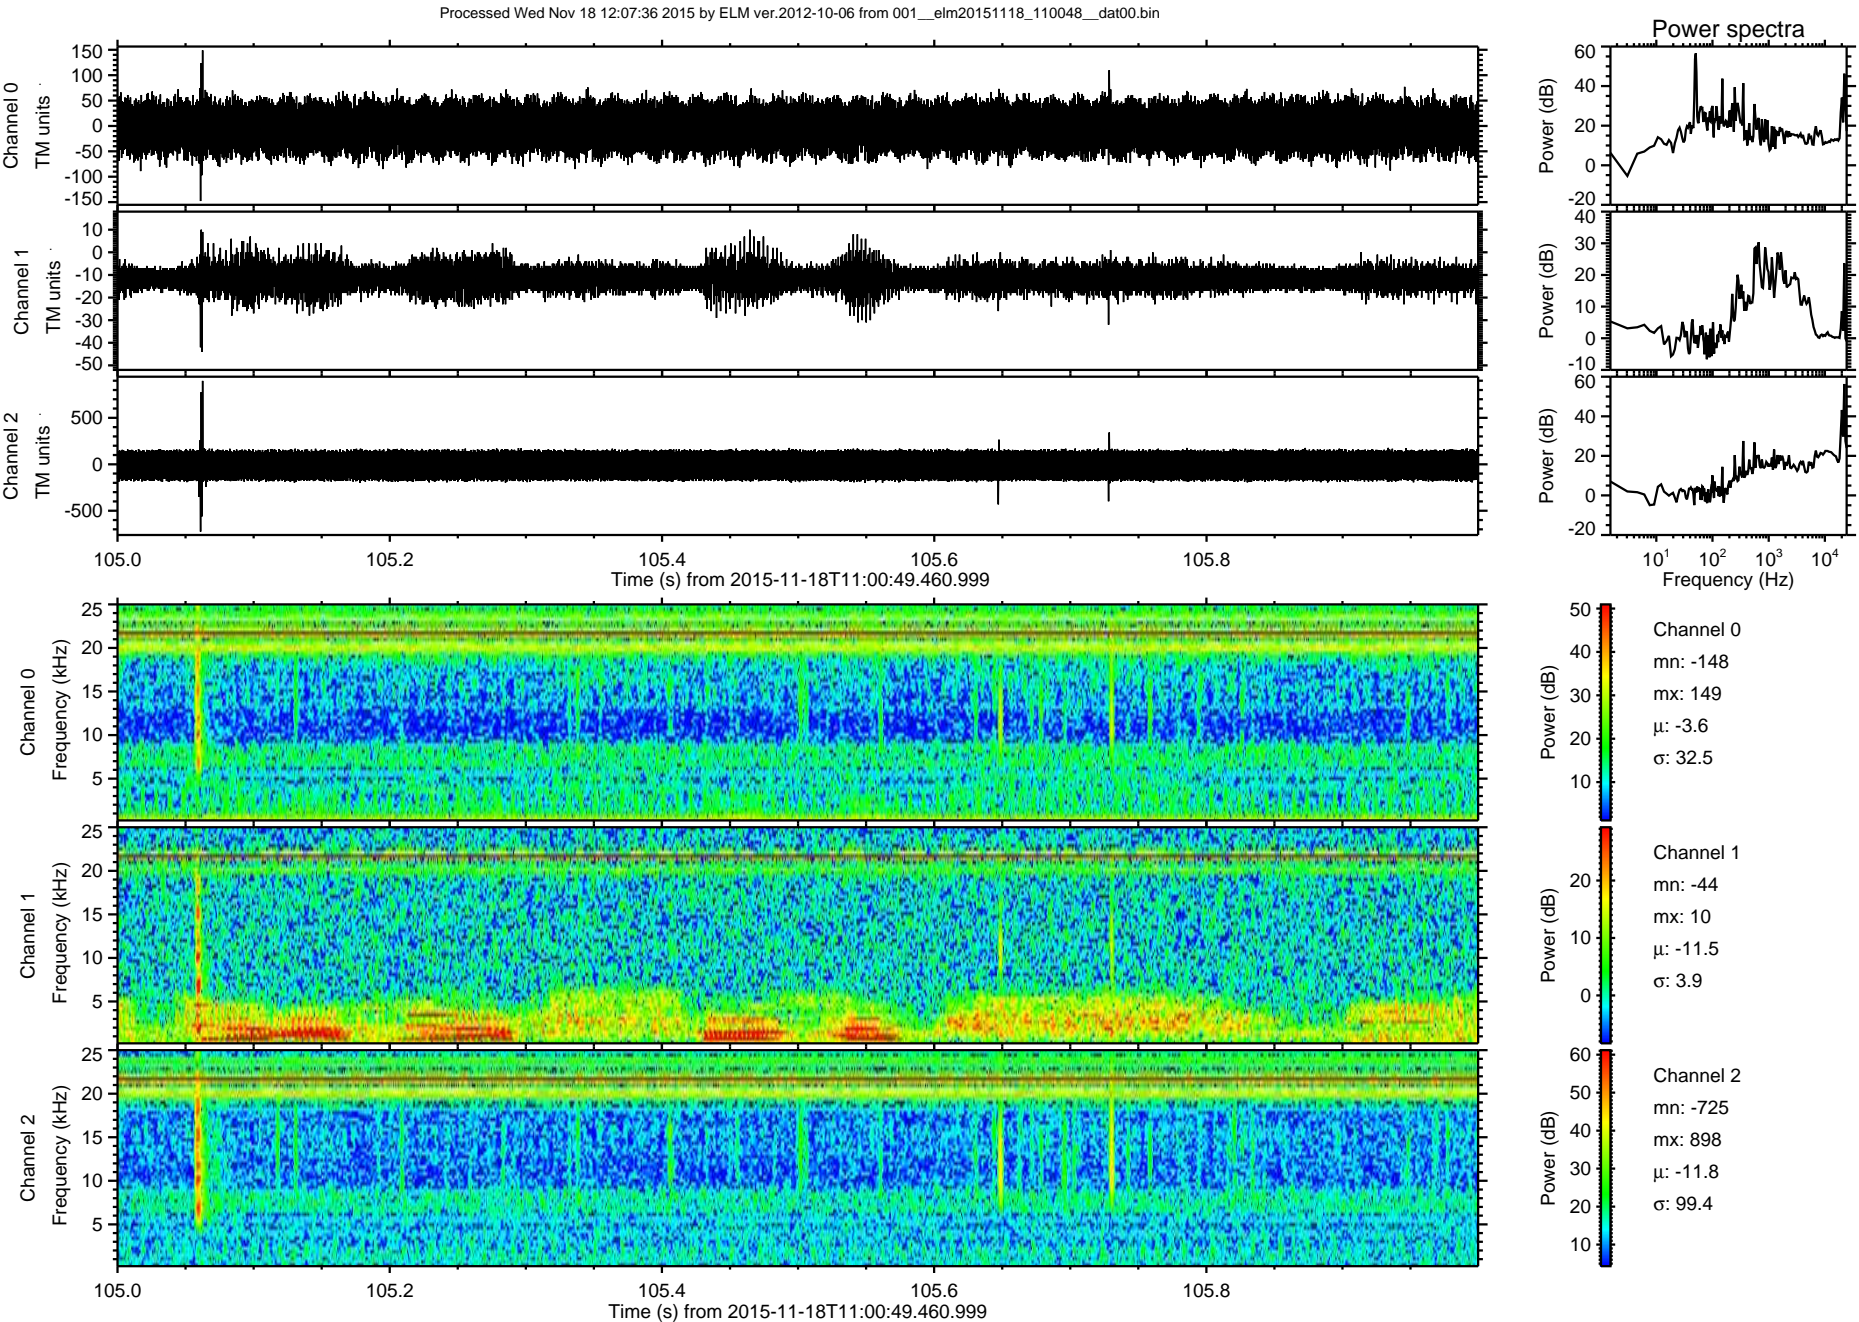 Processed Wed Nov 18 12:07:36 2015 by ELM ver.2012-10-06 from 001__elm20151118_110048__dat00.bin
Power spectra
Channel 0
TM units
150
100
50
0
-50
-100
-150
Power (dB)
60
40
20
0
-20
Channel 1
TM units
10
0
-10
-20
-30
-40
-50
Power (dB)
40
30
20
10
0
-10
Channel 2
TM units
500
0
-500
Power (dB)
60
40
20
0
-20
105.0 105.2 105.4 105.6 105.8
Time (s) from 2015-11-18T11:00:49.460.999
10^1 10^2 10^3 10^4
Frequency (Hz)
Channel 0
Frequency (kHz)
25
20
15
10
5
Power (dB)
50
40
30
20
10
Channel 0
mn: -148
mx: 149
μ: -3.6
σ: 32.5
Channel 1
Frequency (kHz)
25
20
15
10
5
Power (dB)
20
10
0
Channel 1
mn: -44
mx: 10
μ: -11.5
σ: 3.9
Channel 2
Frequency (kHz)
25
20
15
10
5
Power (dB)
60
50
40
30
20
10
Channel 2
mn: -725
mx: 898
μ: -11.8
σ: 99.4
105.0 105.2 105.4 105.6 105.8
Time (s) from 2015-11-18T11:00:49.460.999